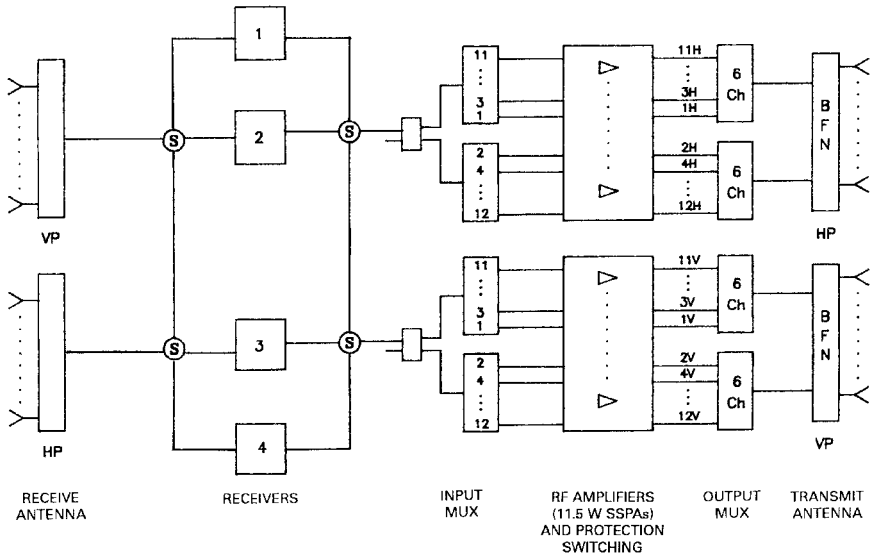 1
2
3
4
S
S
S
S
VP
HP
11
3
1
2
4
12
11
3
1
2
4
12
11H
3H
1H
2H
4H
12H
11V
3V
1V
2V
4V
12V
6
Ch
6
Ch
6
Ch
6
Ch
B
F
N
HP
B
F
N
VP
RECEIVE
ANTENNA
RECEIVERS
INPUT
MUX
RF AMPLIFIERS
(11.5 W SSPAs)
AND PROTECTION
SWITCHING
OUTPUT
MUX
TRANSMIT
ANTENNA